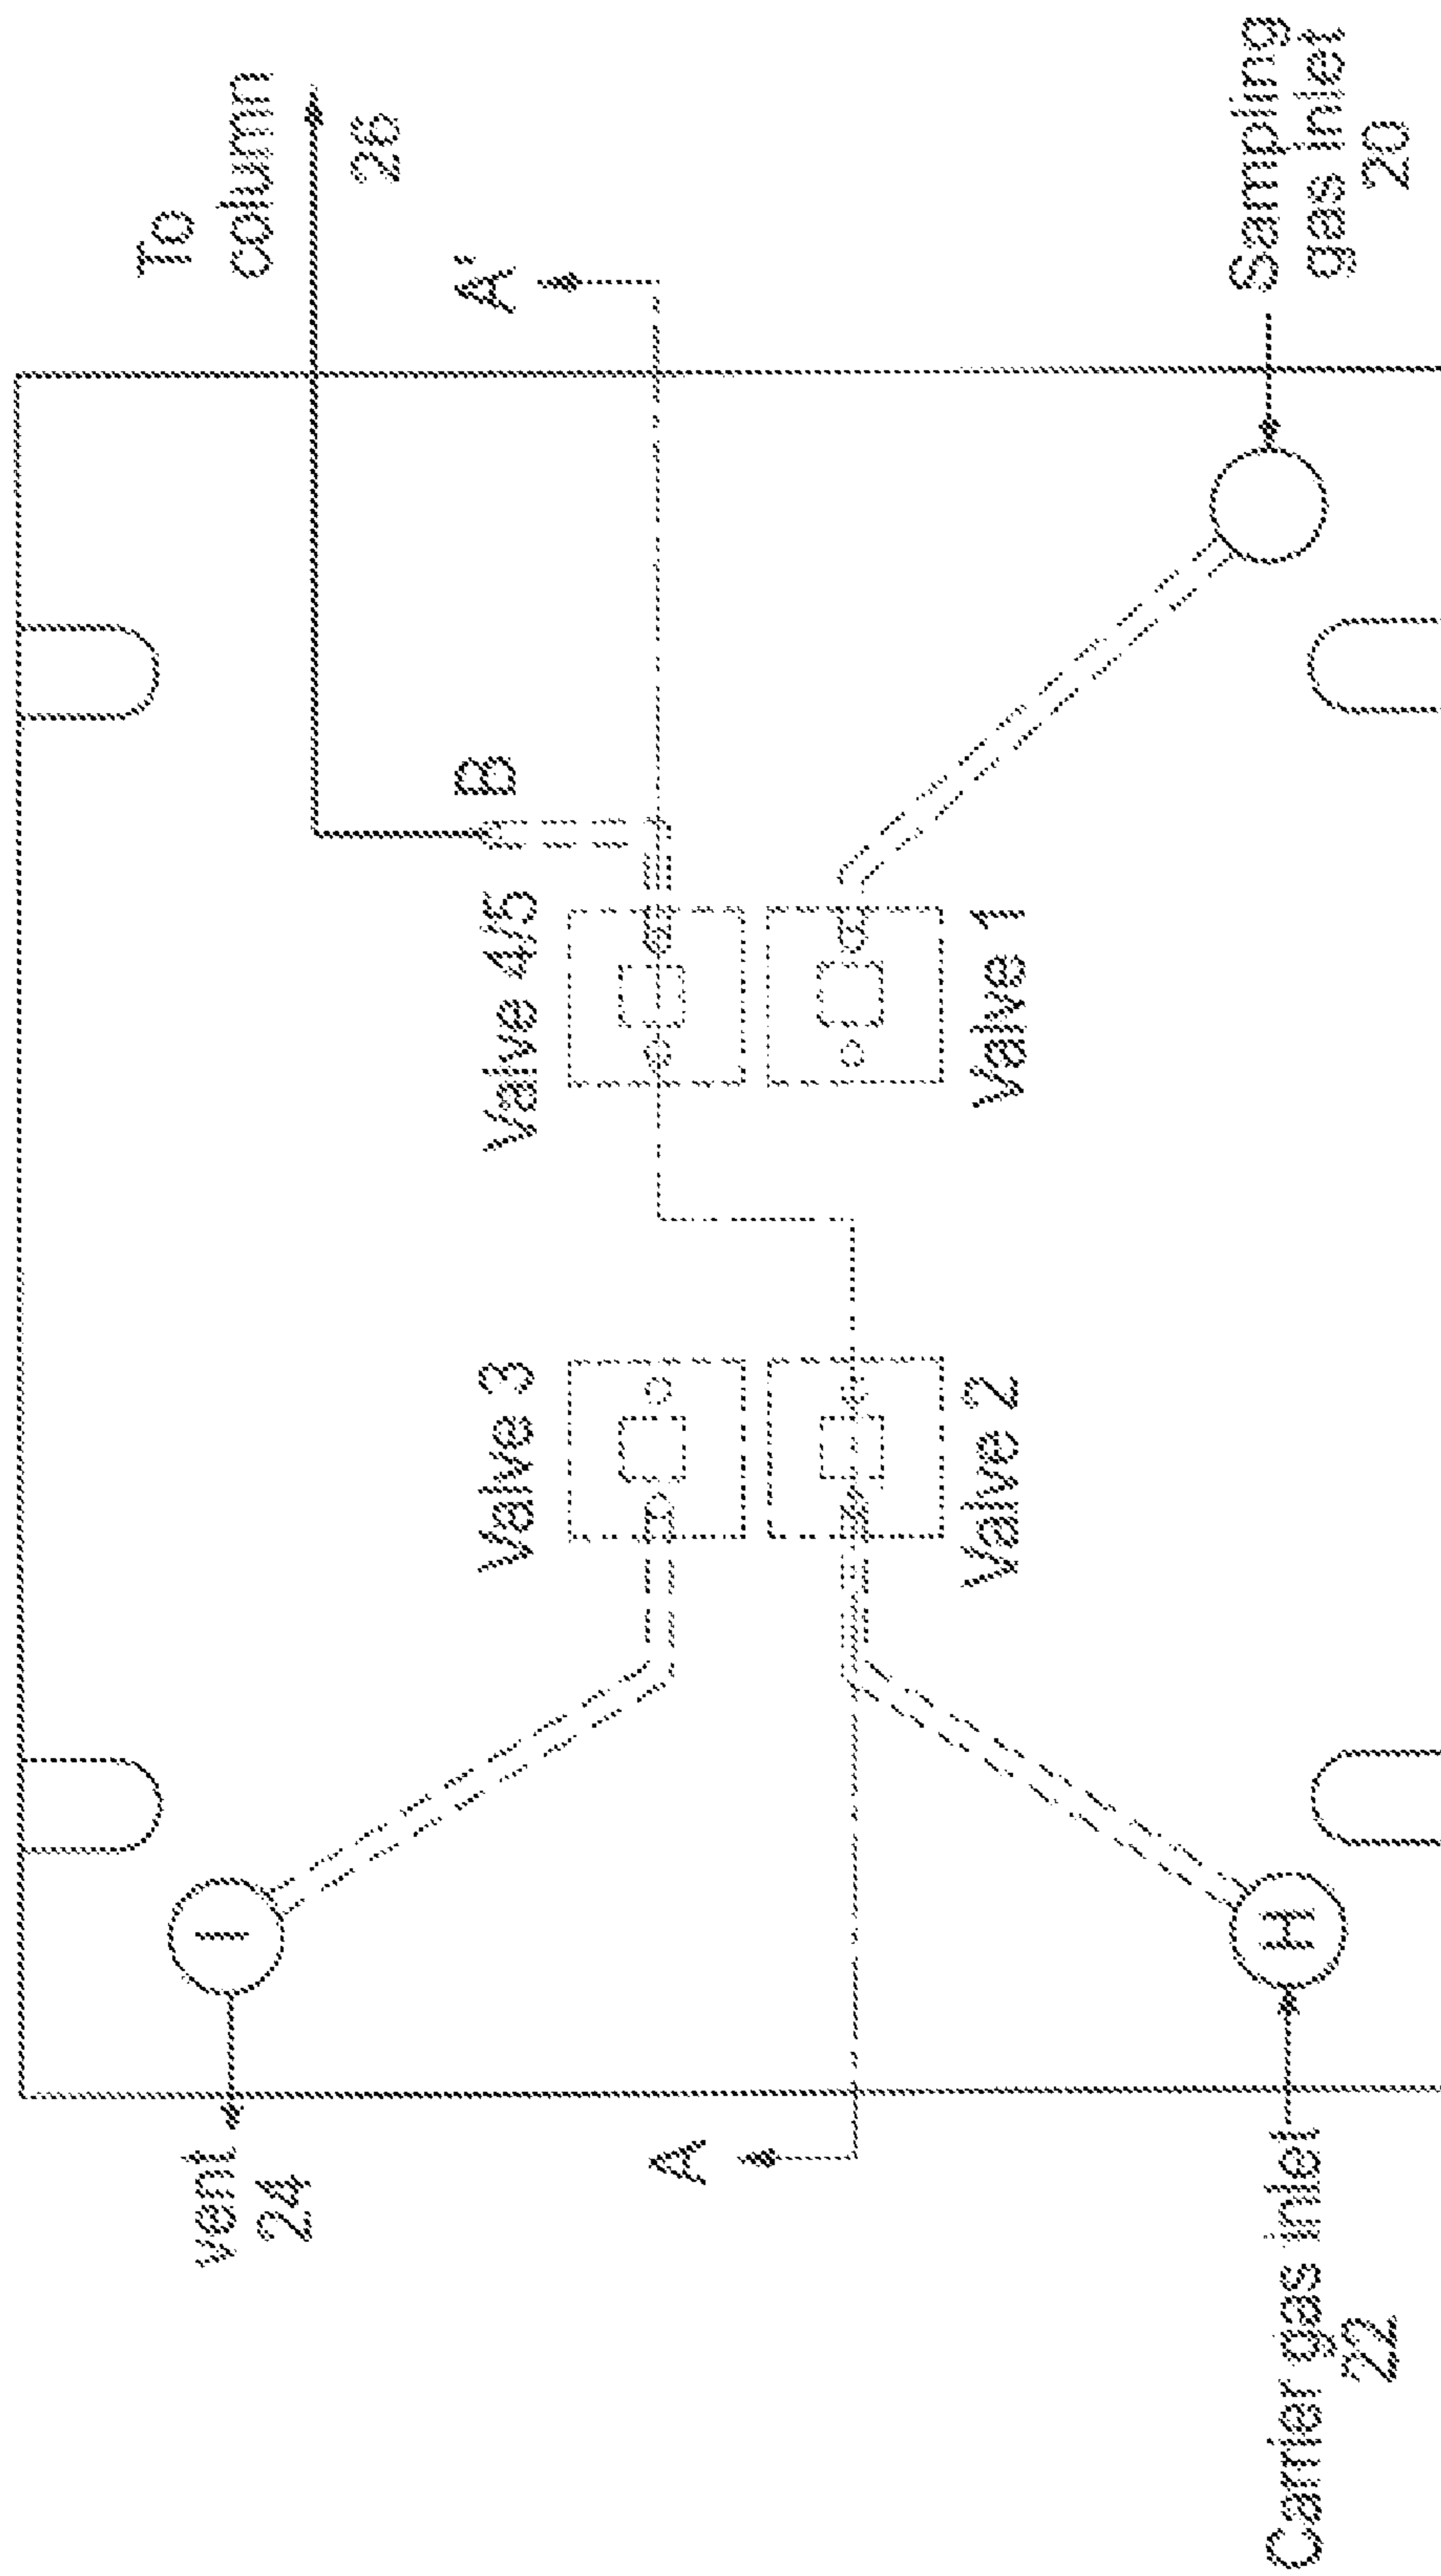 vent
24
To
column
26
I
A
A'
B
Valve 3
Valve 4/5
Valve 2
Valve 1
H
Carrier gas inlet
22
Sampling
gas inlet
20